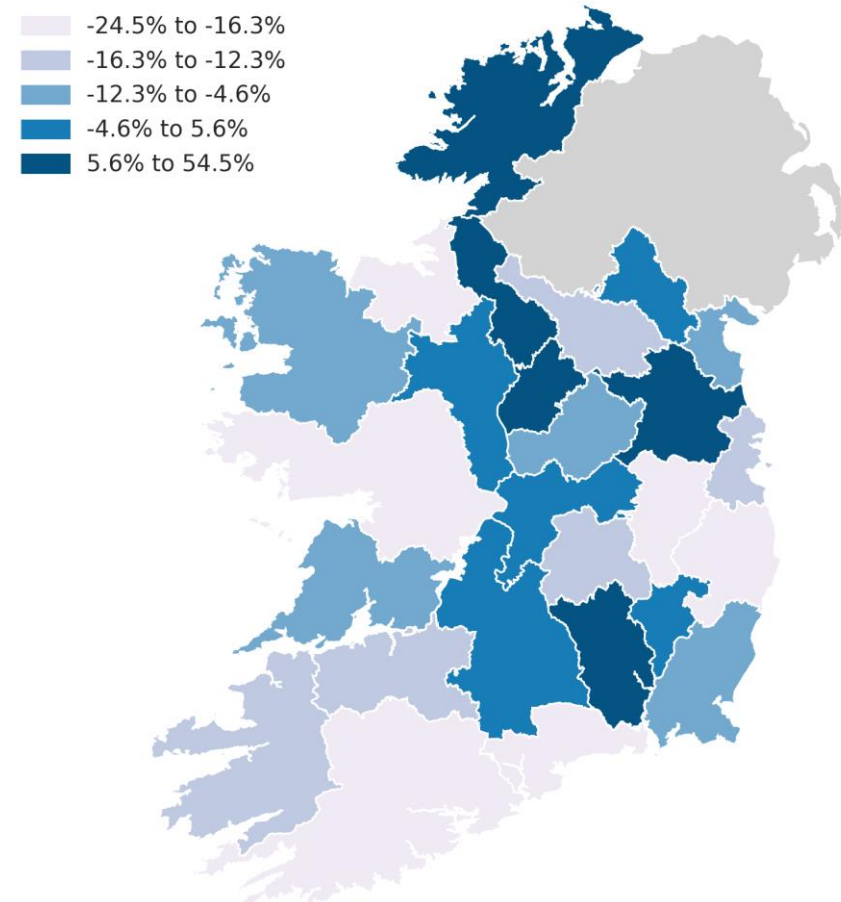 -24.5% to -16.3%
-16.3% to -12.3%
-12.3% to -4.6%
-4.6% to 5.6%
5.6% to 54.5%